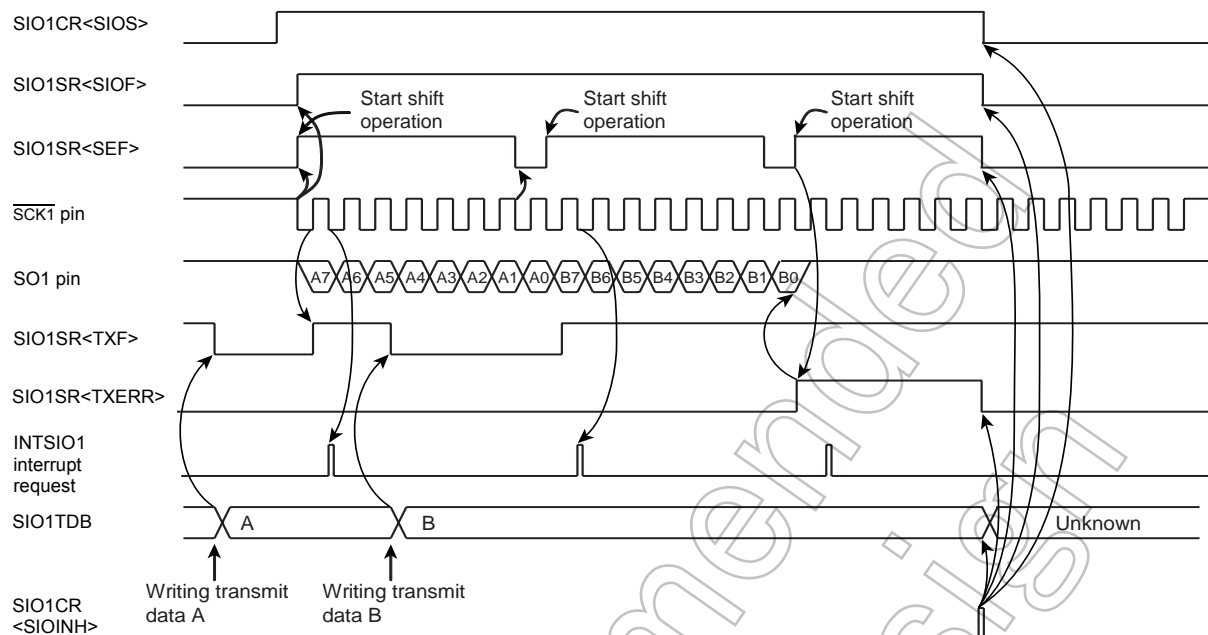 SIO1CR<SIOS>
SIO1SR<SIOF>
Start shift operation
Start shift operation
Start shift operation
SIO1SR<SEF>
SCK1 pin
SO1 pin
A7 A6 A5 A4 A3 A2 A1 A0 B7 B6 B5 B4 B3 B2 B1 B0
SIO1SR<TXF>
SIO1SR<TXERR>
INTSIO1
interrupt
request
SIO1TDB
A
B
Unknown
Writing transmit
data A
Writing transmit
data B
SIO1CR
<SIOINH>
mended
sign